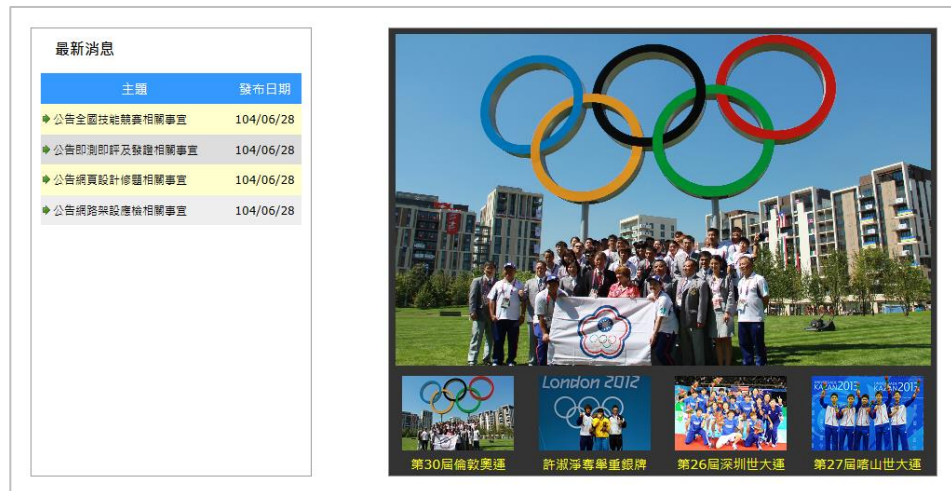 最新消息
主題 發布日期
公告全國技能競賽相關事宜 104/06/28
公告即測即評及發證相關事宜 104/06/28
公告網頁設計修題相關事宜 104/06/28
公告網路架設應檢相關事宜 104/06/28
London 2012
KAZAN2013
KAZAN2013
第30屆倫敦奧運
許淑淨奪舉重銀牌
第26屆深圳世大運
第27屆喀山世大運